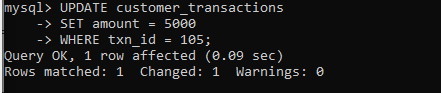 mysql> UPDATE customer_transactions
    -> SET amount = 5000
    -> WHERE txn_id = 105;
Query OK, 1 row affected (0.09 sec)
Rows matched: 1  Changed: 1  Warnings: 0